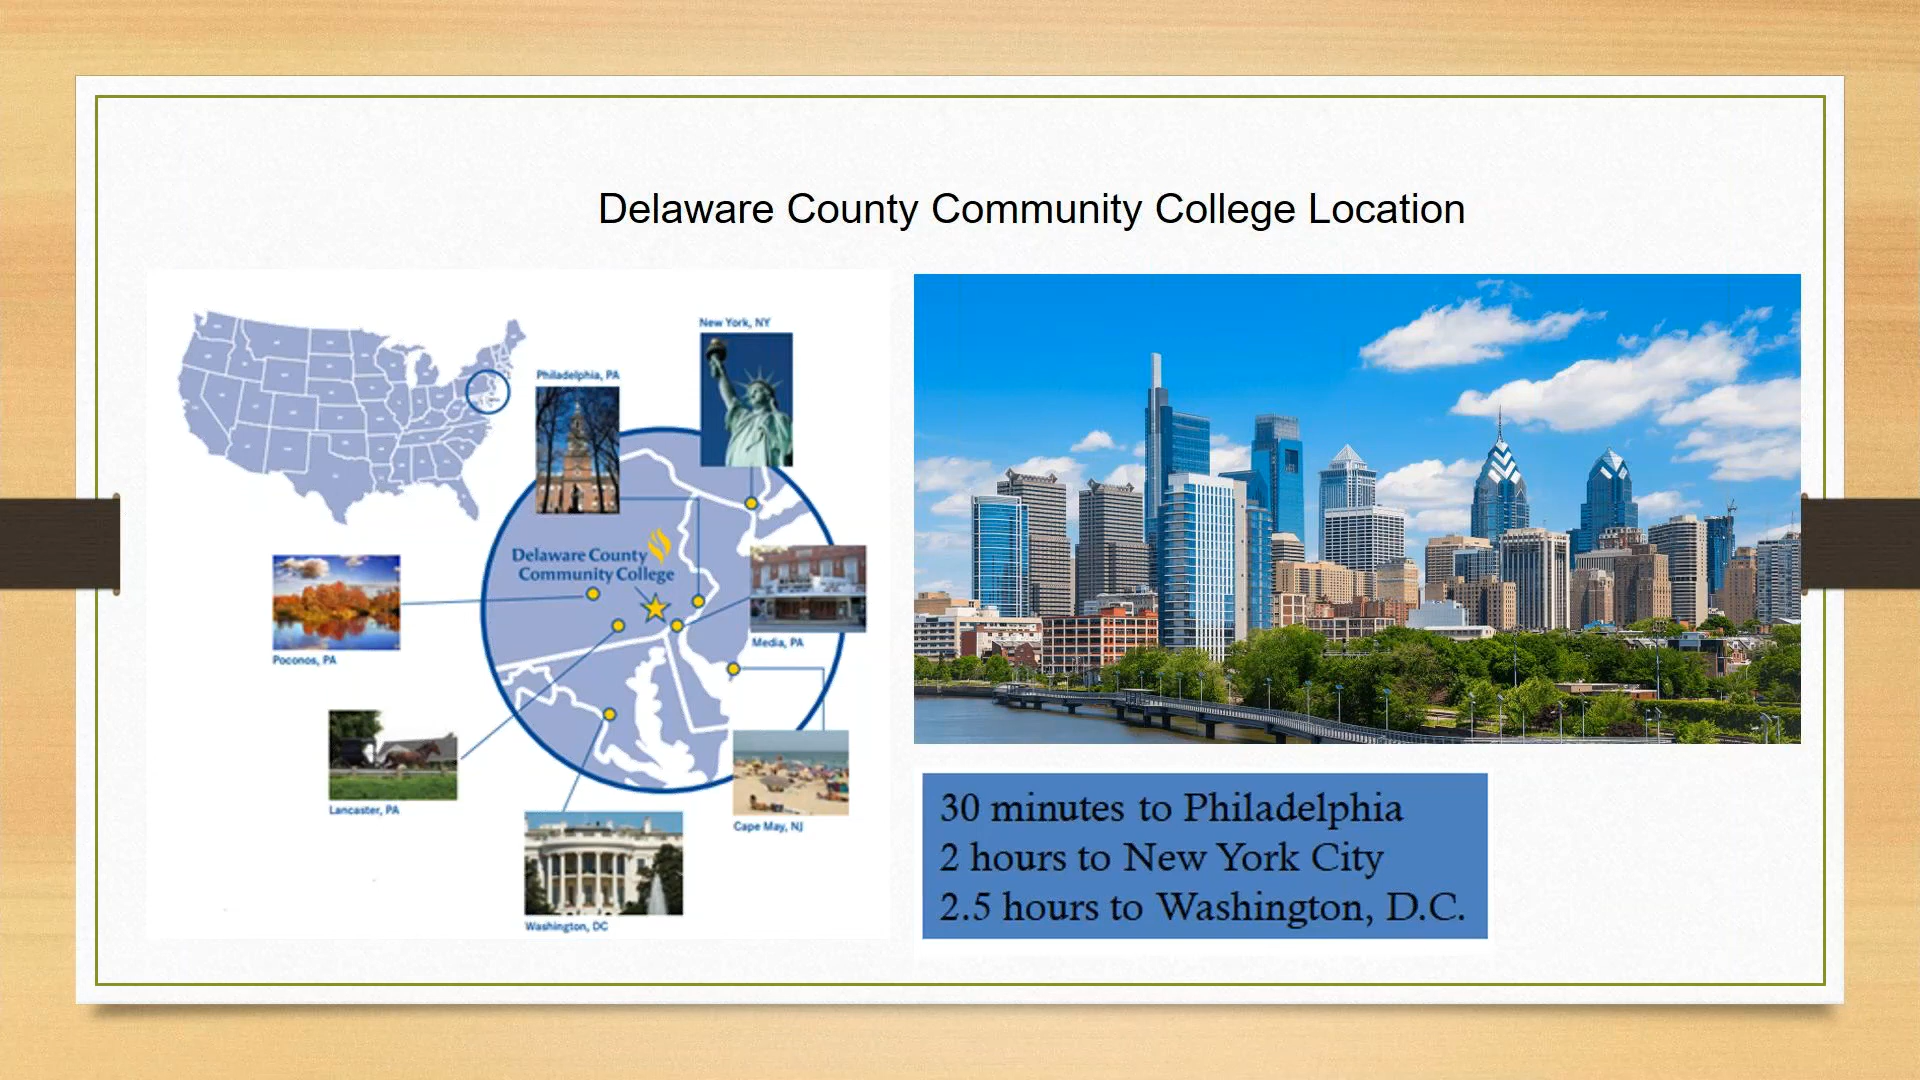 Delaware County Community College Location
New York, NY
Philadelphia, PA
Delaware County
Community College
Media, PA
Poconos, PA
Lancaster, PA
Cape May, NJ
Washington, DC
30 minutes to Philadelphia
2 hours to New York City
2.5 hours to Washington, D.C.